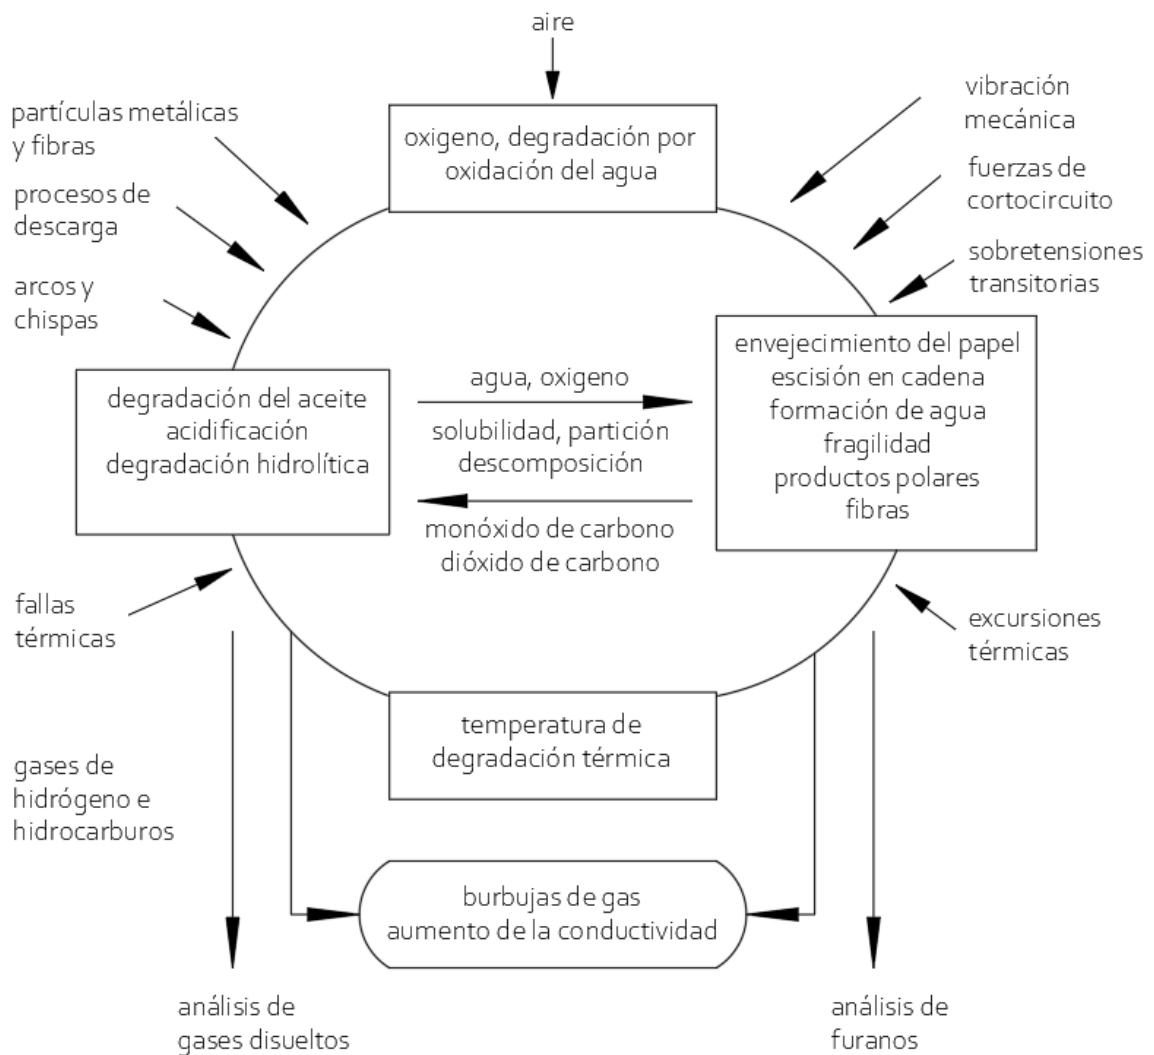 aire
partículas metálicas
y fibras
procesos de
descarga
arcos y
chispas
oxigeno, degradación por
oxidación del agua
vibración
mecánica
fuerzas de
cortocircuito
sobretensiones
transitorias
degradación del aceite
acidificación
degradación hidrolítica
agua, oxigeno
solubilidad, partición
descomposición
monóxido de carbono
dióxido de carbono
envejecimiento del papel
escisión en cadena
formación de agua
fragilidad
productos polares
fibras
fallas
térmicas
excursiones
térmicas
temperatura de
degradación térmica
gases de
hidrógeno e
hidrocarburos
burbujas de gas
aumento de la conductividad
análisis de
gases disueltos
análisis de
furanos